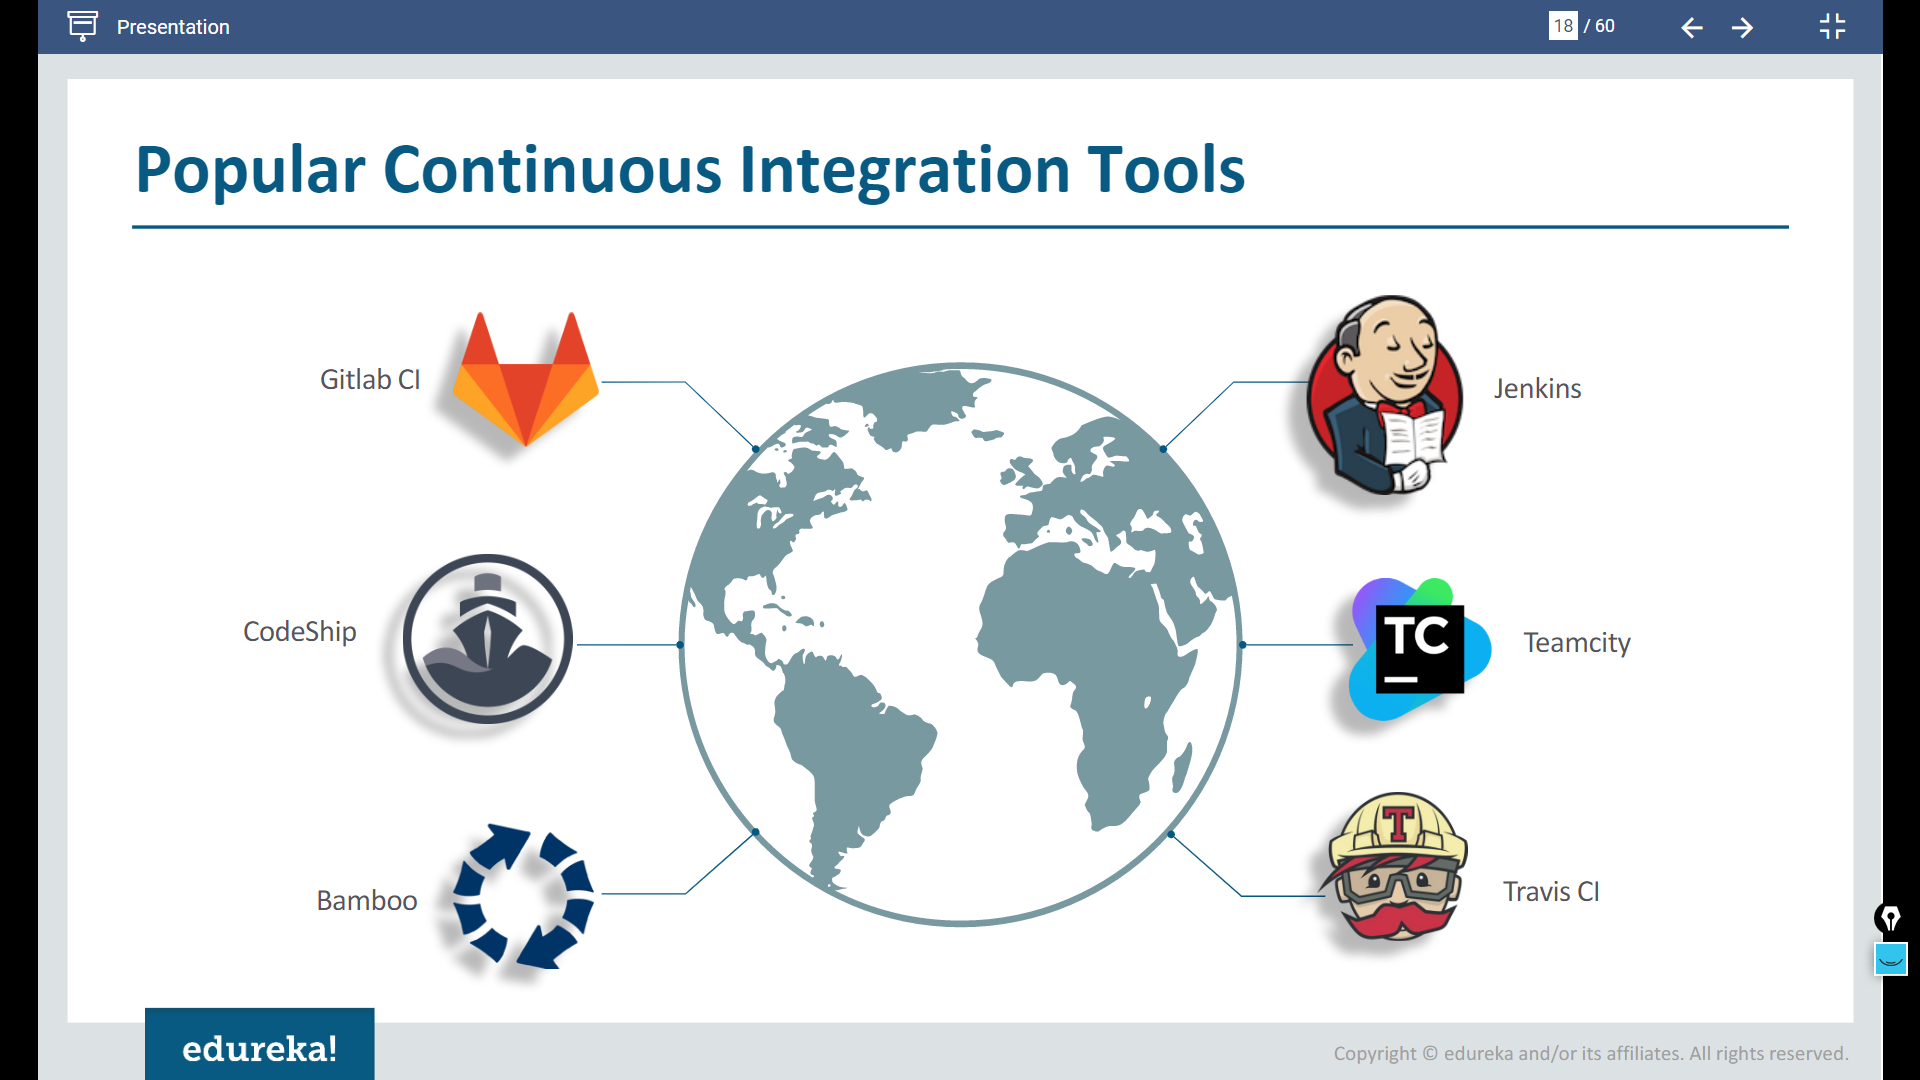 Presentation
18 / 60
Popular Continuous Integration Tools
Gitlab CI
Jenkins
CodeShip
TC
Teamcity
T
Bamboo
Travis CI
edureka!
Copyright © edureka and/or its affiliates. All rights reserved.